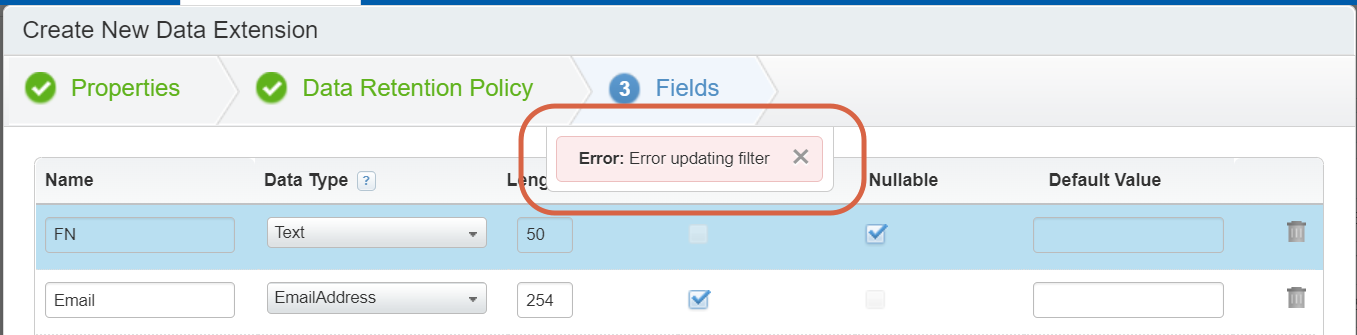 Create New Data Extension
Properties
Data Retention Policy
3 Fields
Error: Error updating filter
Name Data Type ? Leng Nullable Default Value
FN Text 50
Email EmailAddress 254